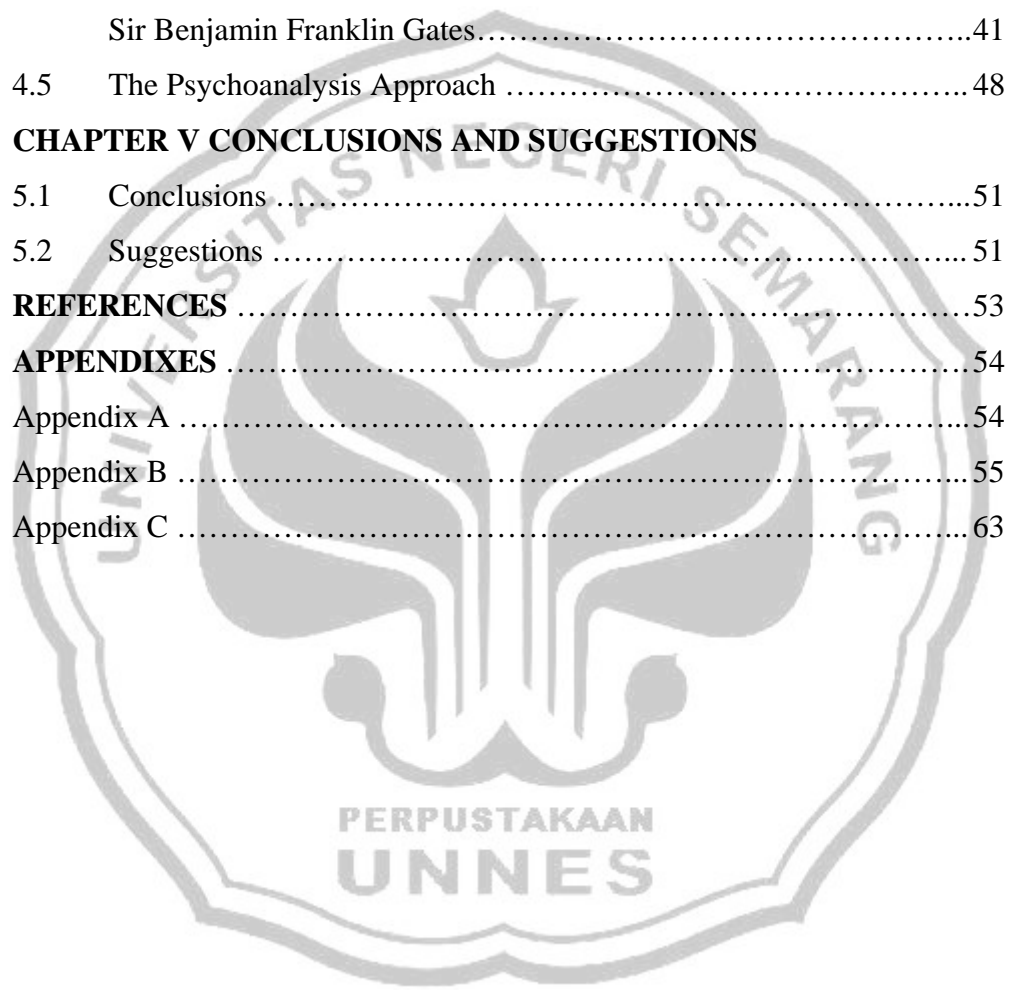 Sir Benjamin Franklin Gates…………………………………………..41
4.5 The Psychoanalysis Approach ……………………………………….. 48
CHAPTER V CONCLUSIONS AND SUGGESTIONS
5.1 Conclusions …………………………………………………………...51
5.2 Suggestions ………………………………………………………….. 51
REFERENCES ……………………………………………………………….53
APPENDIXES ……………………………………………………………….. 54
Appendix A …………………………………………………………………...54
Appendix B ………………………………………………………………….. 55
Appendix C …………………………………………………………………... 63
UNIVERSITAS NEGERI SEMARANG
PERPUSTAKAAN
UNNES